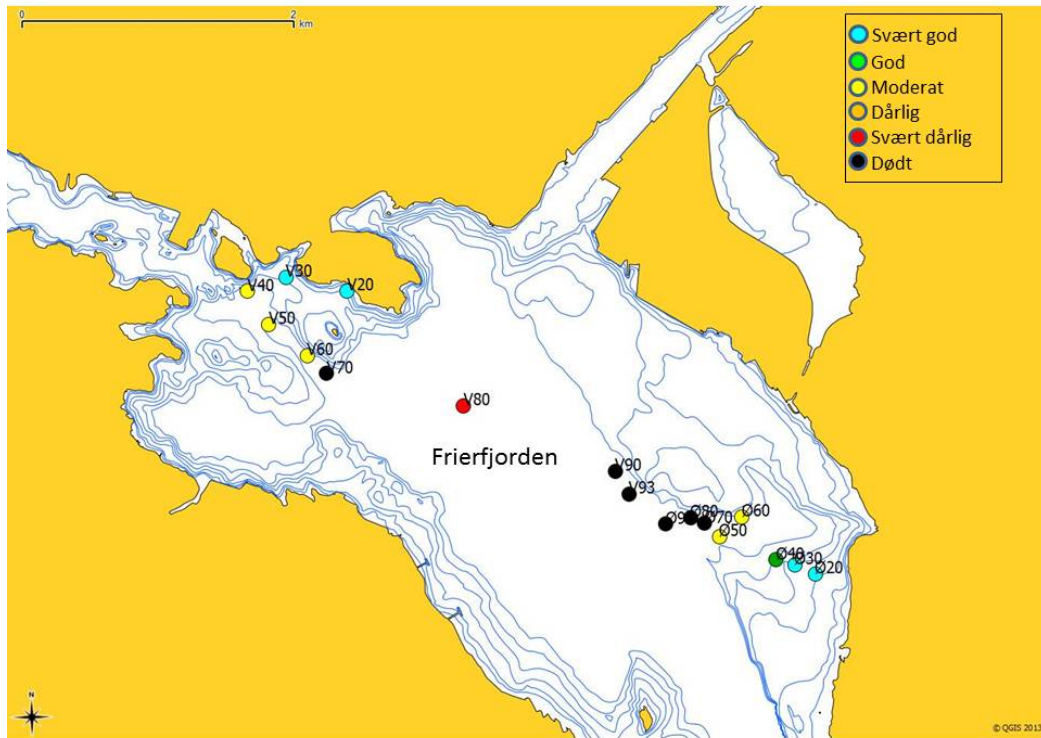 0
2
km
Svært god
God
Moderat
Dårlig
Svært dårlig
Dødt
V30
V20
V40
V50
V60
V70
V80
Frierfjorden
V90
V93
Ø80
Ø60
Ø50
Ø40
Ø30
Ø20
N
© QGIS 2013